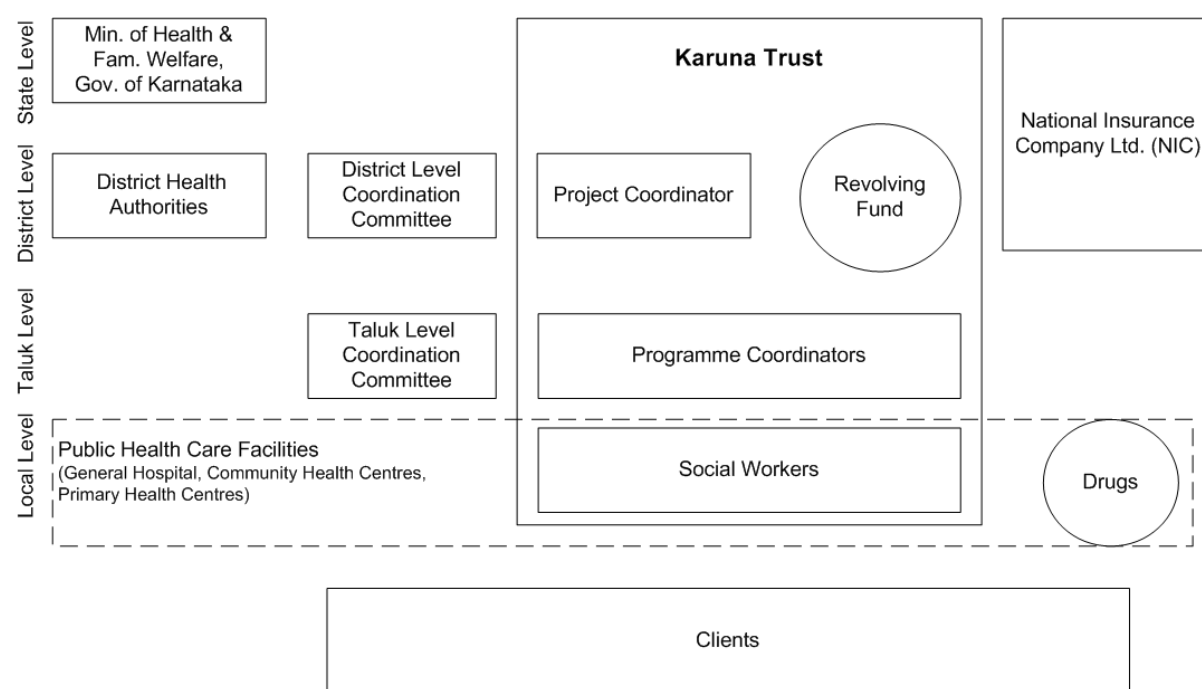 State Level
Min. of Health &
Fam. Welfare,
Gov. of Karnataka
Karuna Trust
National Insurance
Company Ltd. (NIC)
District Level
District Health
Authorities
District Level
Coordination
Committee
Project Coordinator
Revolving
Fund
Taluk Level
Taluk Level
Coordination
Committee
Programme Coordinators
Local Level
Public Health Care Facilities
(General Hospital, Community Health Centres,
Primary Health Centres)
Social Workers
Drugs
Clients